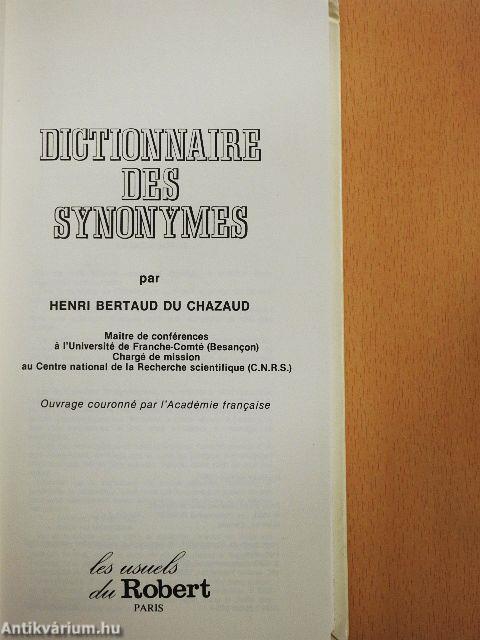 DICTIONNAIRE
DES
SYNONYMES
par
HENRI BERTAUD DU CHAZAUD
Maître de conférences
à l'Université de Franche-Comté (Besançon)
Chargé de mission
au Centre national de la Recherche scientifique (C.N.R.S.)
Ouvrage couronné par l'Académie française
les usuels
du Robert
PARIS
Antikvárium.hu